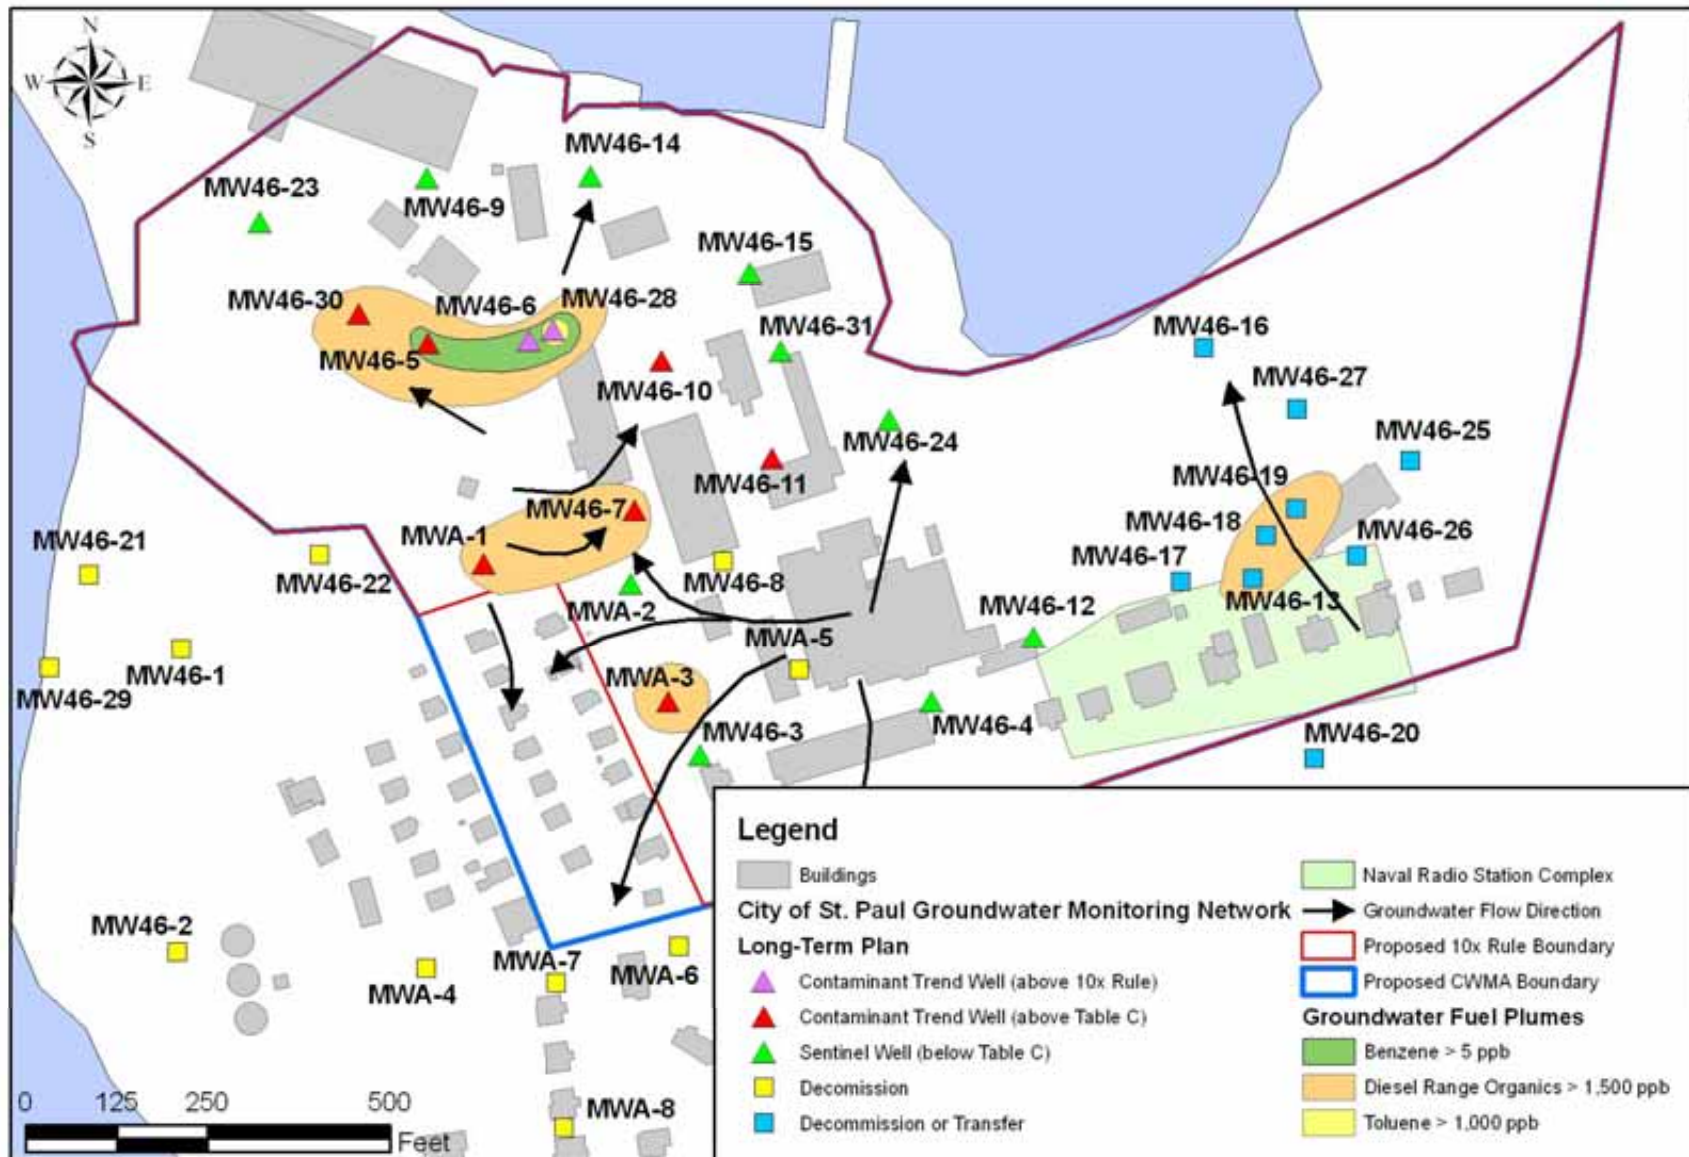 N
W E
S
MW46-14
MW46-23
MW46-9
MW46-15
MW46-30
MW46-6
MW46-28
MW46-31
MW46-16
MW46-5
MW46-27
MW46-10
MW46-24
MW46-25
MW46-11
MW46-19
MW46-7
MW46-18
MWA-1
MW46-26
MW46-21
MW46-17
MW46-22
MW46-8
MWA-2
MW46-12
MW46-13
MWA-5
MW46-1
MW46-29
MWA-3
MW46-3
MW46-4
MW46-20
MW46-2
MWA-7
MWA-6
MWA-4
MWA-8
0 125 250 500
Feet
Legend
Buildings
City of St. Paul Groundwater Monitoring Network
Long-Term Plan
Contaminant Trend Well (above 10x Rule)
Contaminant Trend Well (above Table C)
Sentinel Well (below Table C)
Decomission
Decommission or Transfer
Naval Radio Station Complex
Groundwater Flow Direction
Proposed 10x Rule Boundary
Proposed CWMA Boundary
Groundwater Fuel Plumes
Benzene > 5 ppb
Diesel Range Organics > 1,500 ppb
Toluene > 1,000 ppb